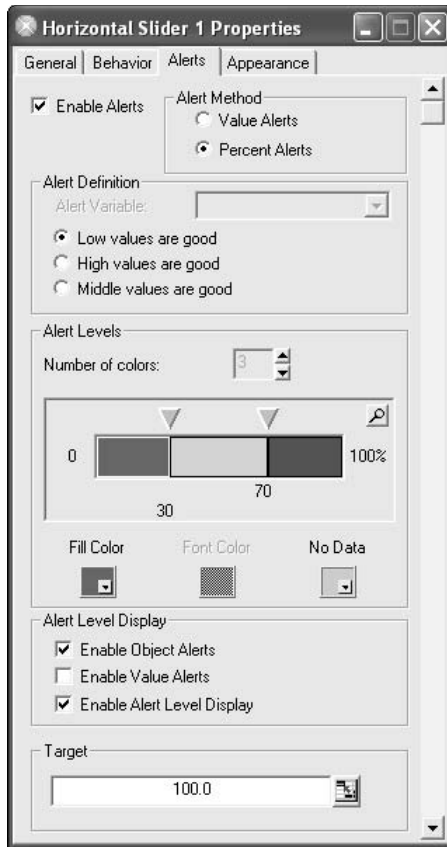 Horizontal Slider 1 Properties
General Behavior Alerts Appearance
Enable Alerts
Alert Method
Value Alerts
Percent Alerts
Alert Definition
Alert Variable:
Low values are good
High values are good
Middle values are good
Alert Levels
Number of colors: 3
0 100%
70
30
Fill Color Font Color No Data
Alert Level Display
Enable Object Alerts
Enable Value Alerts
Enable Alert Level Display
Target
100.0